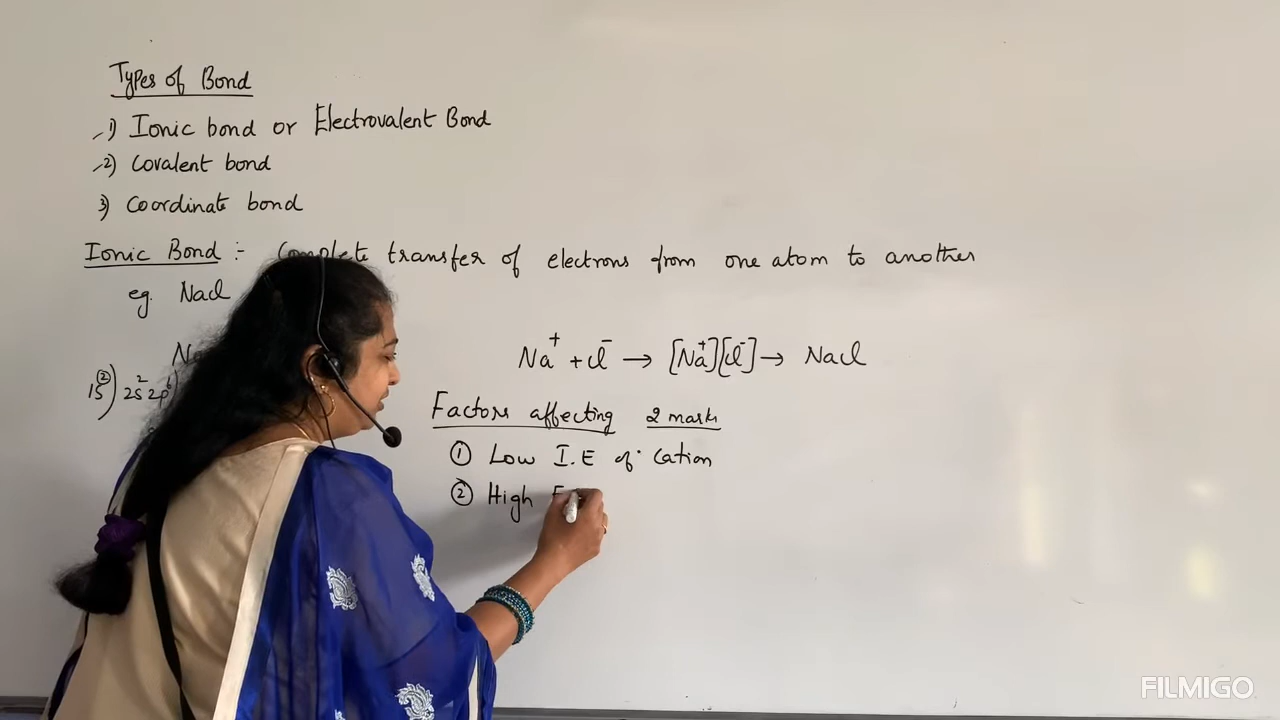 Types of Bond
1) Ionic bond or Electrovalent Bond
2) Covalent bond
3) Coordinate bond
Ionic Bond :- Complete transfer of electrons from one atom to another
eg. Nacl
Na⁺ + Cl⁻ → [Na⁺][Cl⁻] → Nacl
1s² ) 2s² 2p⁶
Factors affecting 2 marks
① Low I.E of cation
② High
FILMIGO